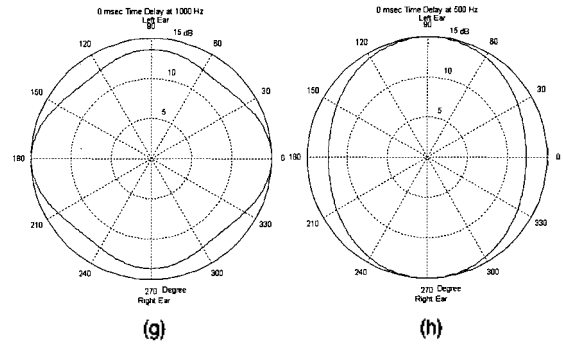 0 msec Time Delay at 1000 Hz
Left Ear
90
15 dB
120
60
10
150
30
5
180
0
210
330
240
300
270 Degree
Right Ear
(g)
0 msec Time Delay at 500 Hz
Left Ear
90
15 dB
120
60
10
150
30
5
180
0
210
330
240
300
270 Degree
Right Ear
(h)